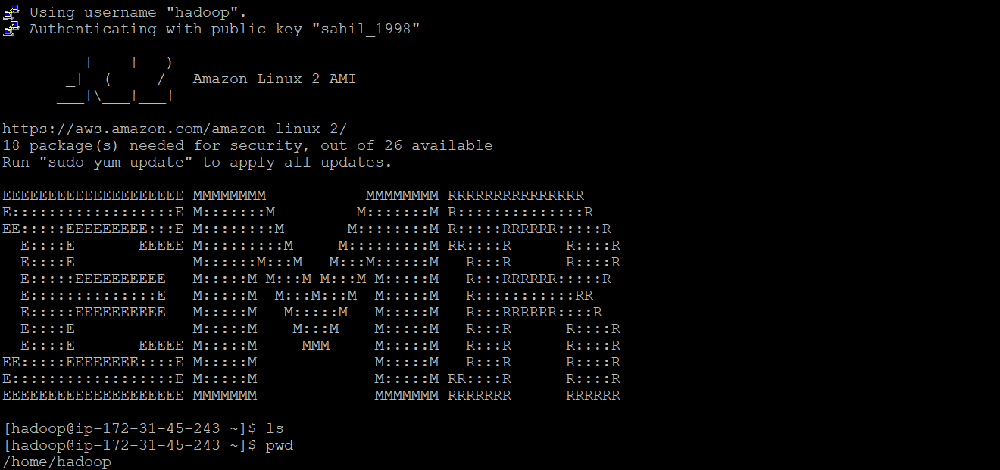 Using username "hadoop".
Authenticating with public key "sahil_1998"

       __|  __|_  )
       _|  (     /   Amazon Linux 2 AMI
      ___|\___|___|

https://aws.amazon.com/amazon-linux-2/
18 package(s) needed for security, out of 26 available
Run "sudo yum update" to apply all updates.

EEEEEEEEEEEEEEEEEEEE MMMMMMMM           MMMMMMMM RRRRRRRRRRRRRRR
E::::::::::::::::::E M:::::::M         M:::::::M R::::::::::::::R
EE:::::EEEEEEEEE:::E M::::::::M       M::::::::M R:::::RRRRRR:::::R
  E::::E       EEEEE M:::::::::M     M:::::::::M RR::::R      R::::R
  E::::E             M::::::M:::M   M:::M::::::M   R:::R      R::::R
  E:::::EEEEEEEEEE   M:::::M M:::M M:::M M:::::M   R:::RRRRRR:::::R
  E::::::::::::::E   M:::::M  M:::M:::M  M:::::M   R:::::::::::RR
  E:::::EEEEEEEEEE   M:::::M   M:::::M   M:::::M   R:::RRRRRR::::R
  E::::E             M:::::M    M:::M    M:::::M   R:::R      R::::R
  E::::E       EEEEE M:::::M     MMM     M:::::M   R:::R      R::::R
EE:::::EEEEEEEE::::E M:::::M             M:::::M   R:::R      R::::R
E::::::::::::::::::E M:::::M             M:::::M RR::::R      R::::R
EEEEEEEEEEEEEEEEEEEE MMMMMMM             MMMMMMM RRRRRRR      RRRRRR

[hadoop@ip-172-31-45-243 ~]$ ls
[hadoop@ip-172-31-45-243 ~]$ pwd
/home/hadoop